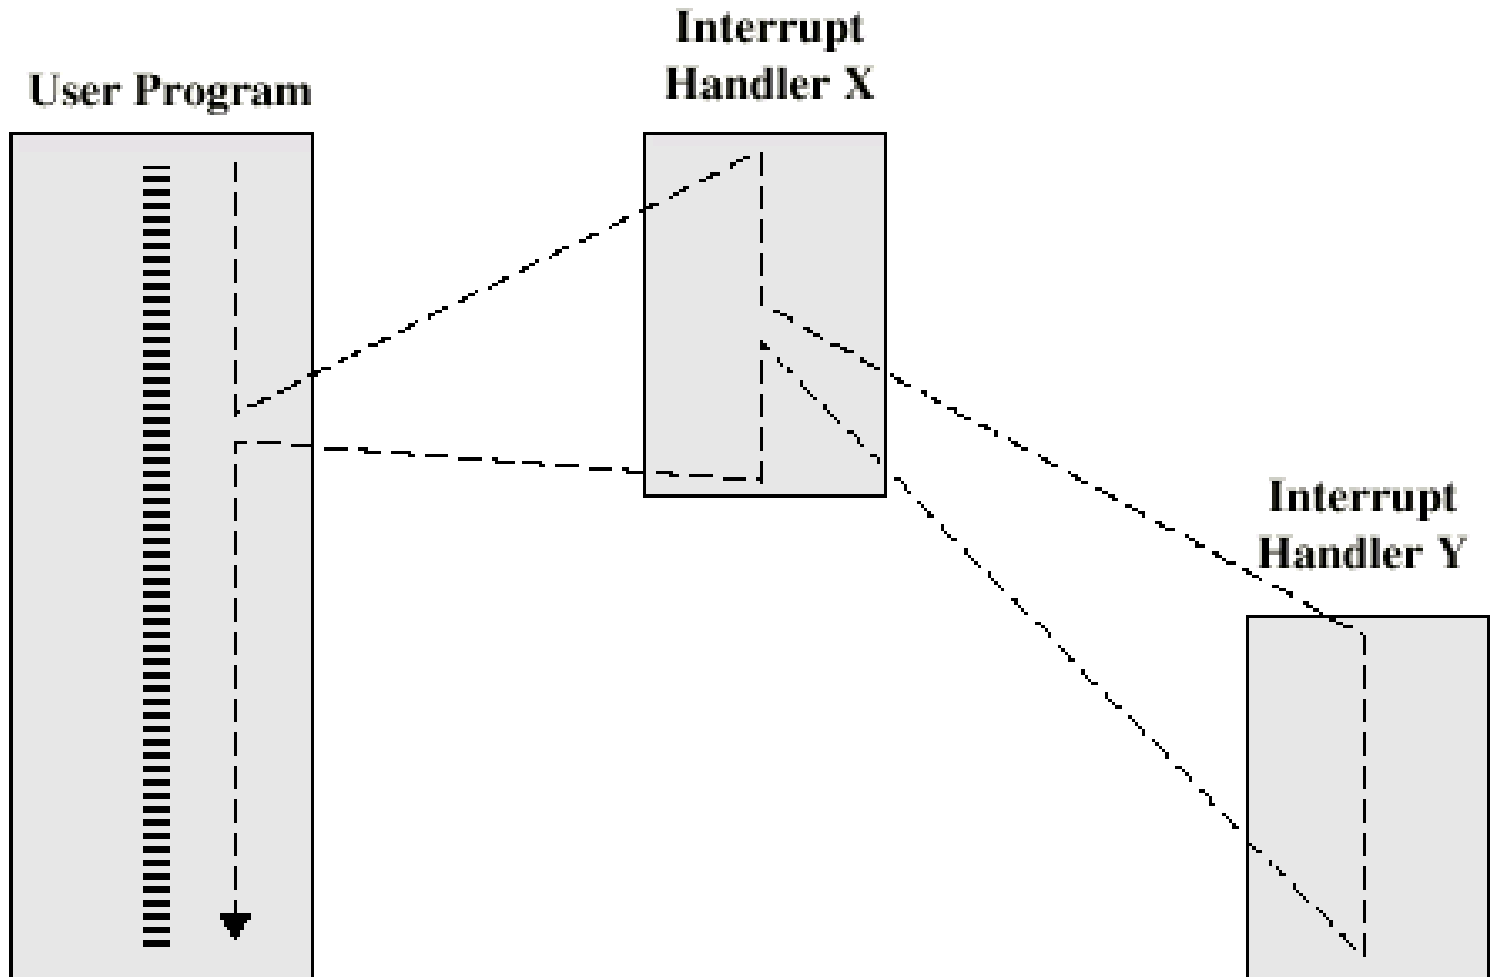 User Program
Interrupt
Handler X
Interrupt
Handler Y